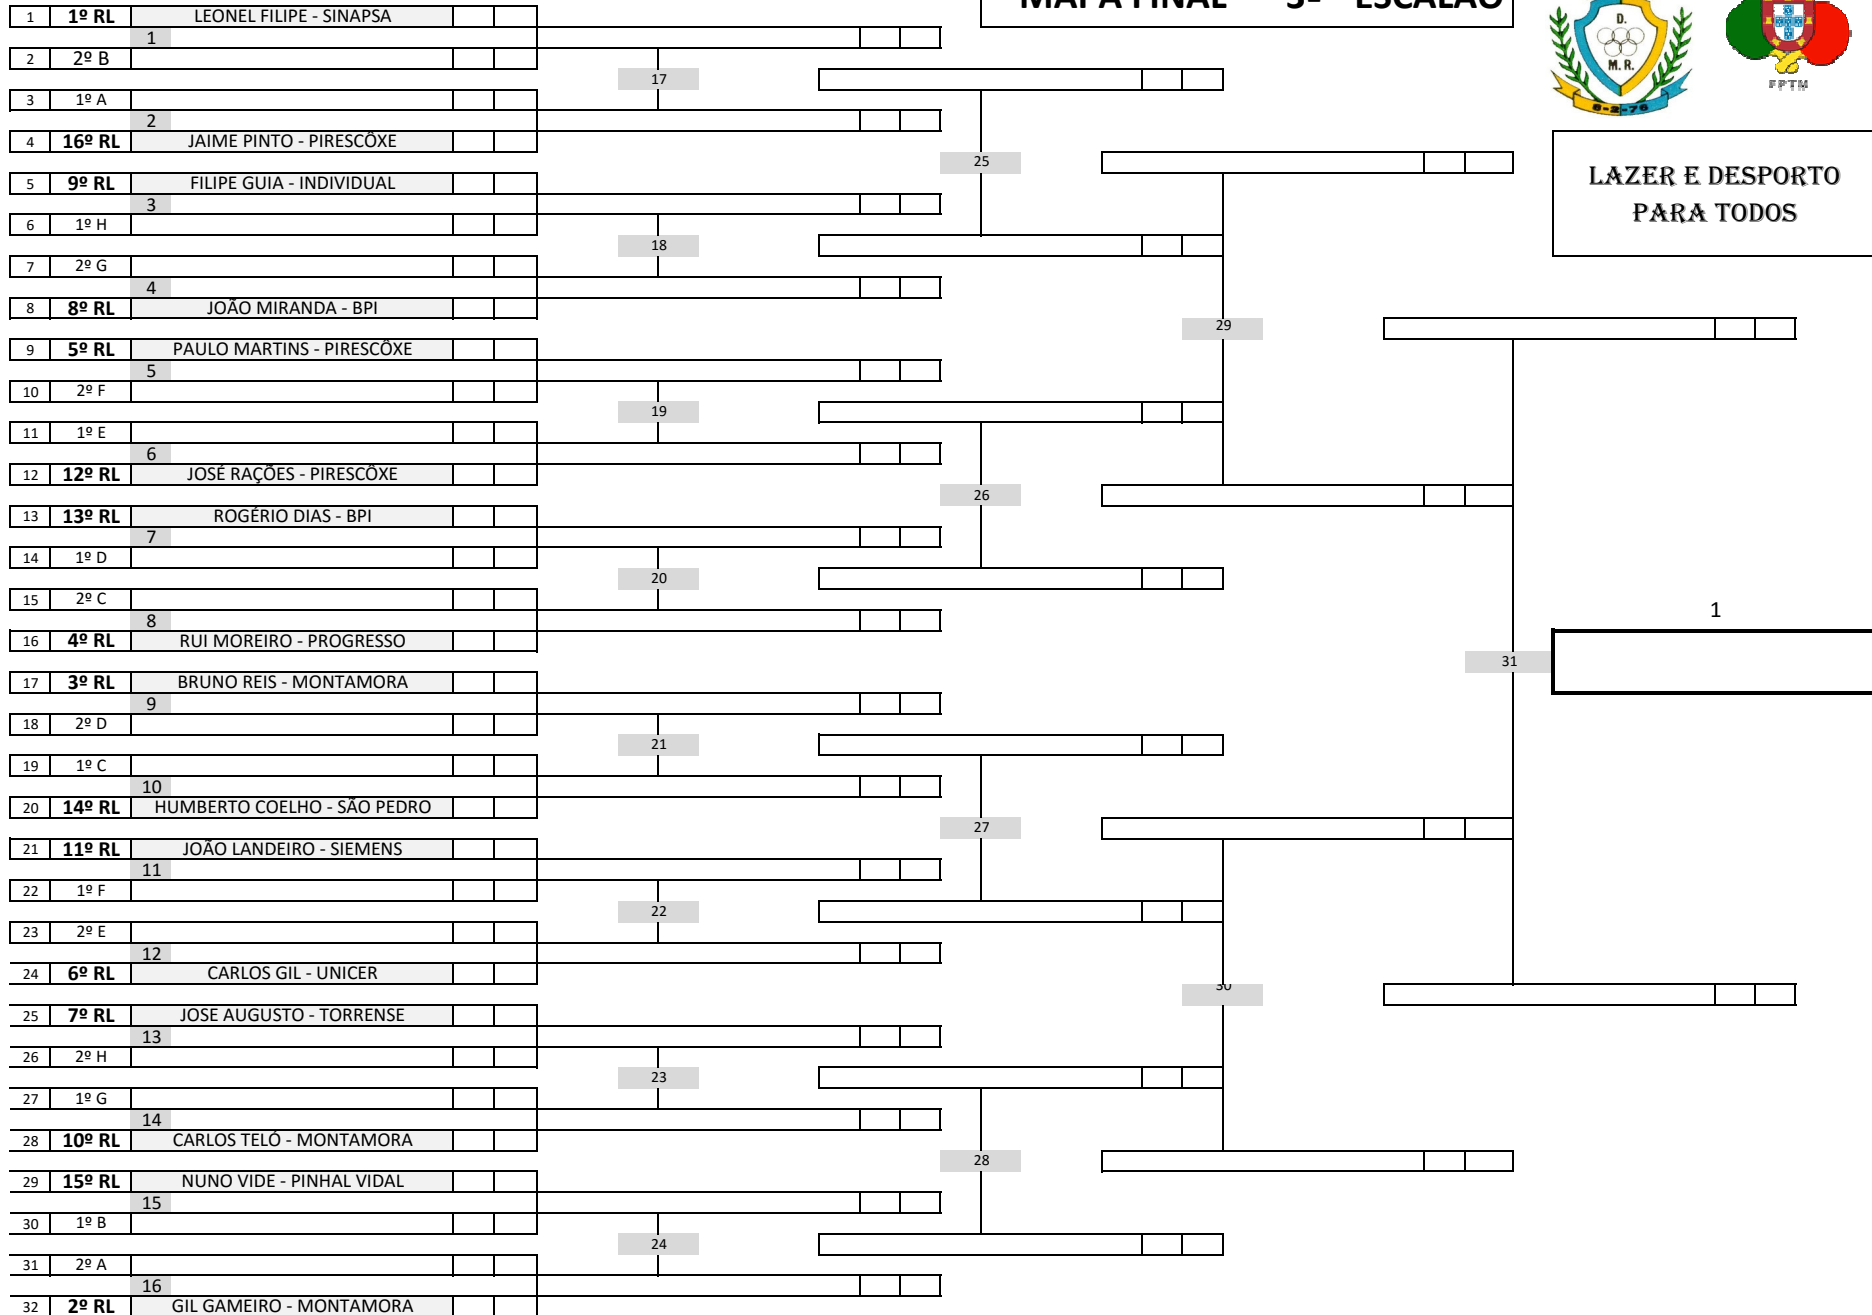 MAPA FINAL 3º ESCALÃO
D.
M. R.
8-2-76
FPTM
LAZER E DESPORTO
PARA TODOS
1 1º RL LEONEL FILIPE - SINAPSA
1
2 2º B
17
3 1º A
2
4 16º RL JAIME PINTO - PIRESCÔXE
25
5 9º RL FILIPE GUIA - INDIVIDUAL
3
6 1º H
18
7 2º G
4
8 8º RL JOÃO MIRANDA - BPI
29
9 5º RL PAULO MARTINS - PIRESCÔXE
5
10 2º F
19
11 1º E
6
12 12º RL JOSÉ RAÇÕES - PIRESCÔXE
26
13 13º RL ROGÉRIO DIAS - BPI
7
14 1º D
20
15 2º C
1
8
16 4º RL RUI MOREIRO - PROGRESSO
31
17 3º RL BRUNO REIS - MONTAMORA
9
18 2º D
21
19 1º C
10
20 14º RL HUMBERTO COELHO - SÃO PEDRO
27
21 11º RL JOÃO LANDEIRO - SIEMENS
11
22 1º F
22
23 2º E
12
24 6º RL CARLOS GIL - UNICER
30
25 7º RL JOSE AUGUSTO - TORRENSE
13
26 2º H
23
27 1º G
14
28 10º RL CARLOS TELÓ - MONTAMORA
28
29 15º RL NUNO VIDE - PINHAL VIDAL
15
30 1º B
24
31 2º A
16
32 2º RL GIL GAMEIRO - MONTAMORA